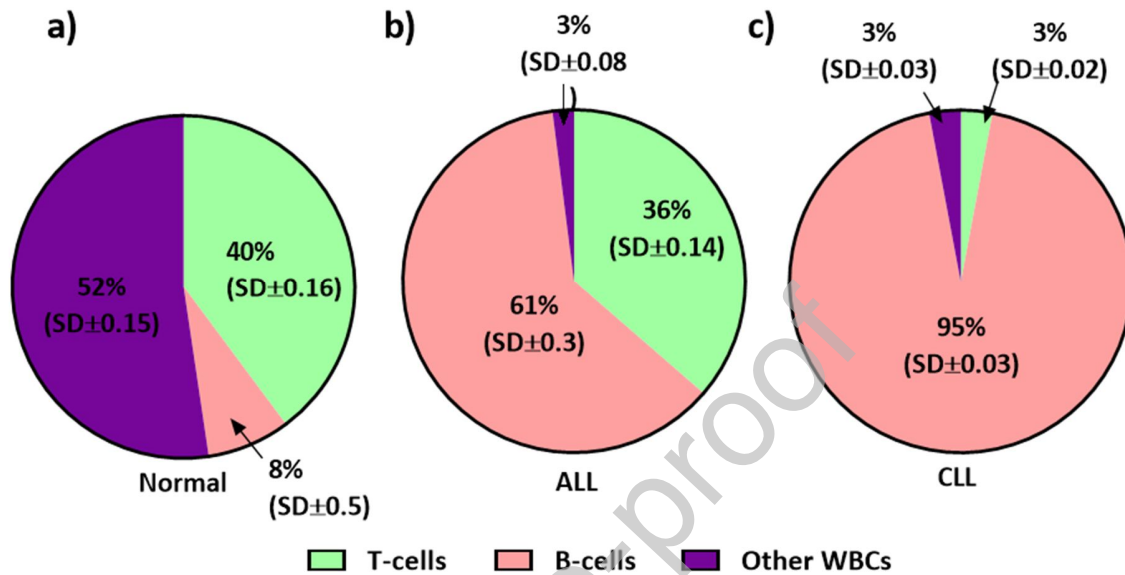 a)
52%
(SD±0.15)
40%
(SD±0.16)
8%
(SD±0.5)
Normal
b)
3%
(SD±0.08
)
36%
(SD±0.14)
61%
(SD±0.3)
ALL
c)
3%
(SD±0.03)
3%
(SD±0.02)
95%
(SD±0.03)
CLL
T-cells B-cells Other WBCs
-proof